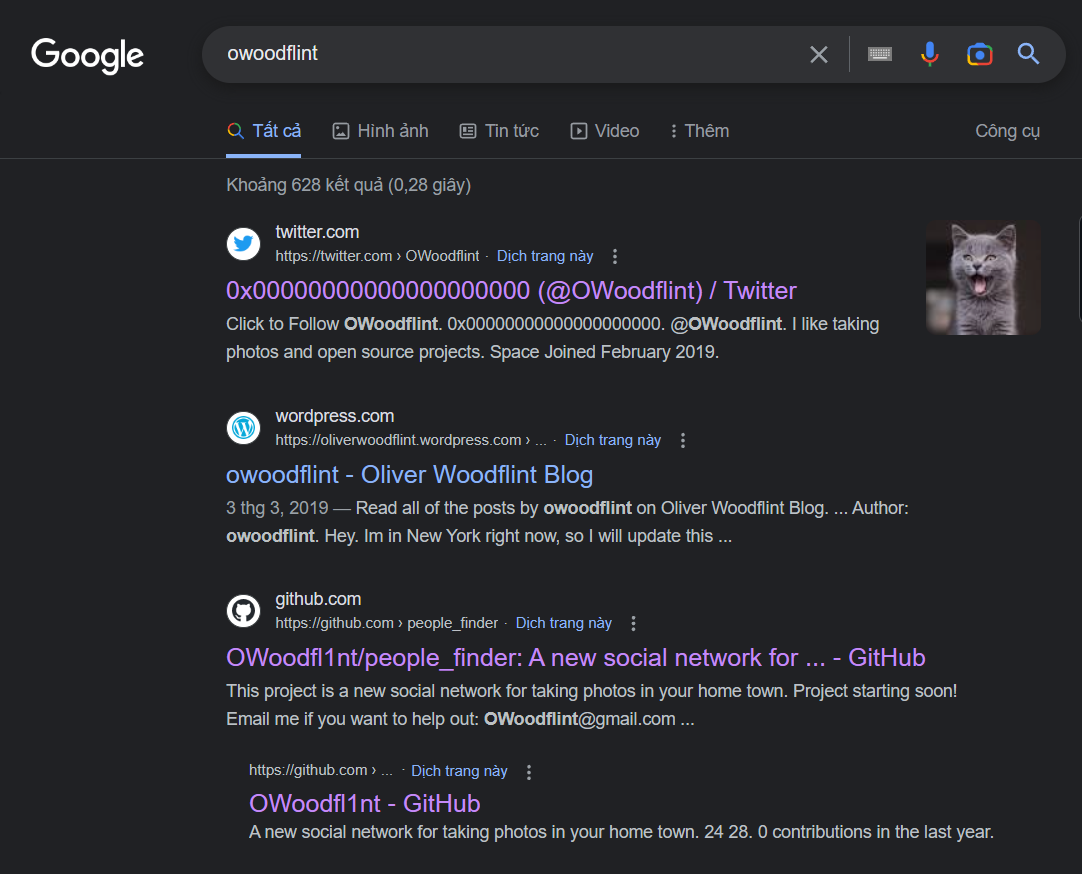 Google
owoodflint
Tất cả
Hình ảnh
Tin tức
Video
Thêm
Công cụ
Khoảng 628 kết quả (0,28 giây)
twitter.com
https://twitter.com › OWoodflint · Dịch trang này
0x00000000000000000000 (@OWoodflint) / Twitter
Click to Follow OWoodflint. 0x00000000000000000000. @OWoodflint. I like taking
photos and open source projects. Space Joined February 2019.
wordpress.com
https://oliverwoodflint.wordpress.com › ... · Dịch trang này
owoodflint - Oliver Woodflint Blog
3 thg 3, 2019 — Read all of the posts by owoodflint on Oliver Woodflint Blog. ... Author:
owoodflint. Hey. Im in New York right now, so I will update this ...
github.com
https://github.com › people_finder · Dịch trang này
OWoodfl1nt/people_finder: A new social network for ... - GitHub
This project is a new social network for taking photos in your home town. Project starting soon!
Email me if you want to help out: OWoodflint@gmail.com ...
https://github.com › ... · Dịch trang này
OWoodfl1nt - GitHub
A new social network for taking photos in your home town. 24 28. 0 contributions in the last year.